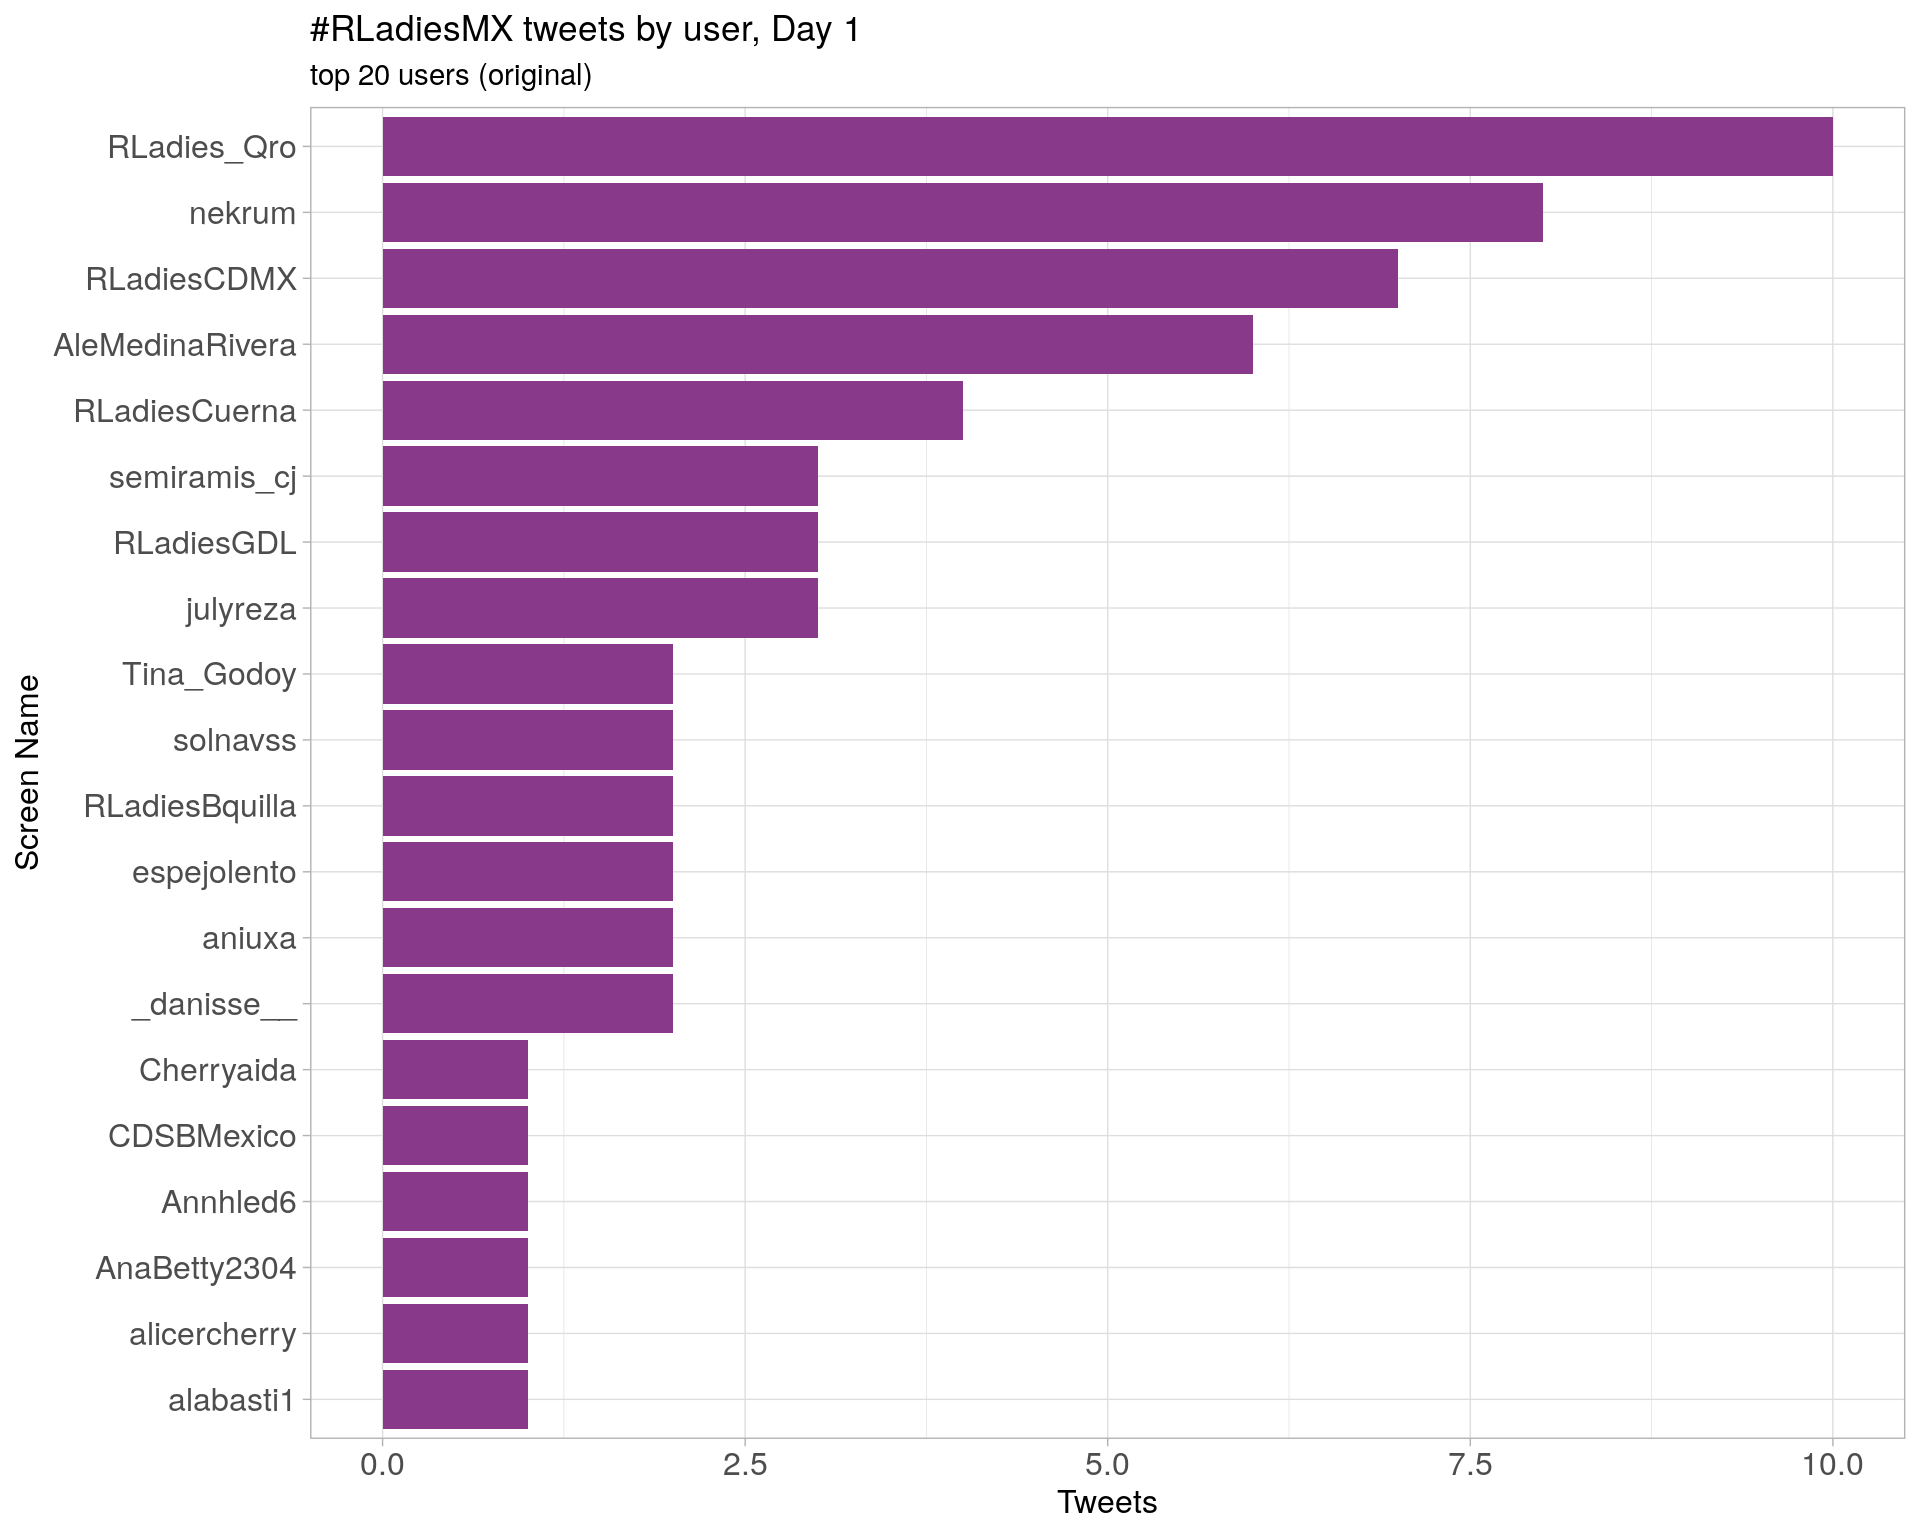 #RLadiesMX tweets by user, Day 1
top 20 users (original)
Screen Name
RLadies_Qro
nekrum
RLadiesCDMX
AleMedinaRivera
RLadiesCuerna
semiramis_cj
RLadiesGDL
julyreza
Tina_Godoy
solnavss
RLadiesBquilla
espejolento
aniuxa
_danisse__
Cherryaida
CDSBMexico
Annhled6
AnaBetty2304
alicercherry
alabasti1
0.0 2.5 5.0 7.5 10.0
Tweets